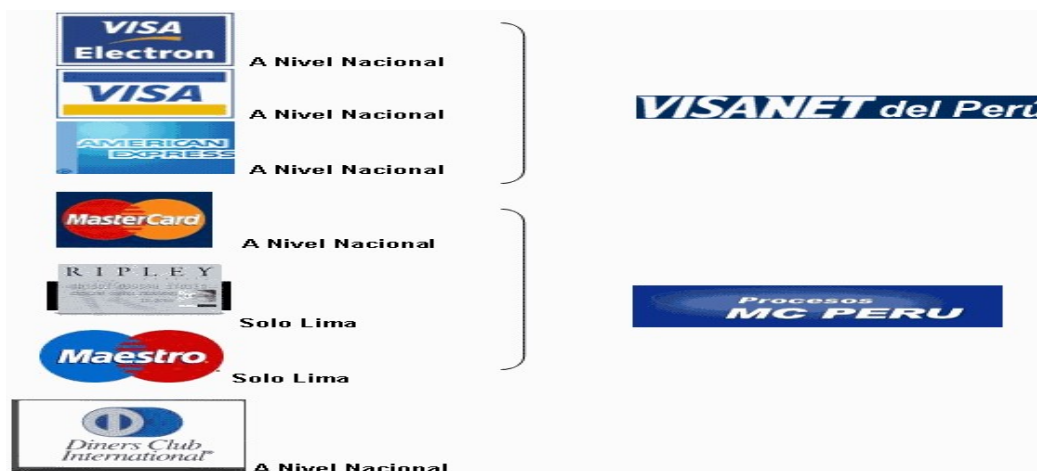 VISA
Electron
A Nivel Nacional
VISA
A Nivel Nacional
AMERICAN
EXPRESS
A Nivel Nacional
MasterCard
A Nivel Nacional
RIPLEY
Solo Lima
Maestro
Solo Lima
Diners Club
International
A Nivel Nacional
VISANET del Perú
Procesos
MC PERU